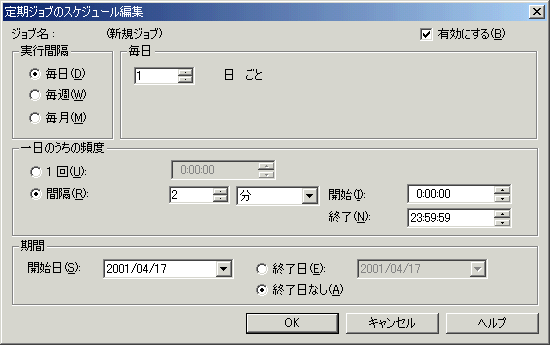 定期ジョブのスケジュール編集
ジョブ名： (新規ジョブ) 有効にする(B)
実行間隔 毎日
毎日(D) 1 日 ごと
毎週(W)
毎月(M)
一日のうちの頻度
1 回(U): 0:00:00
間隔(R): 2 分 開始(I): 0:00:00
終了(N): 23:59:59
期間
開始日(S): 2001/04/17 終了日(E): 2001/04/17
終了日なし(A)
OK キャンセル ヘルプ